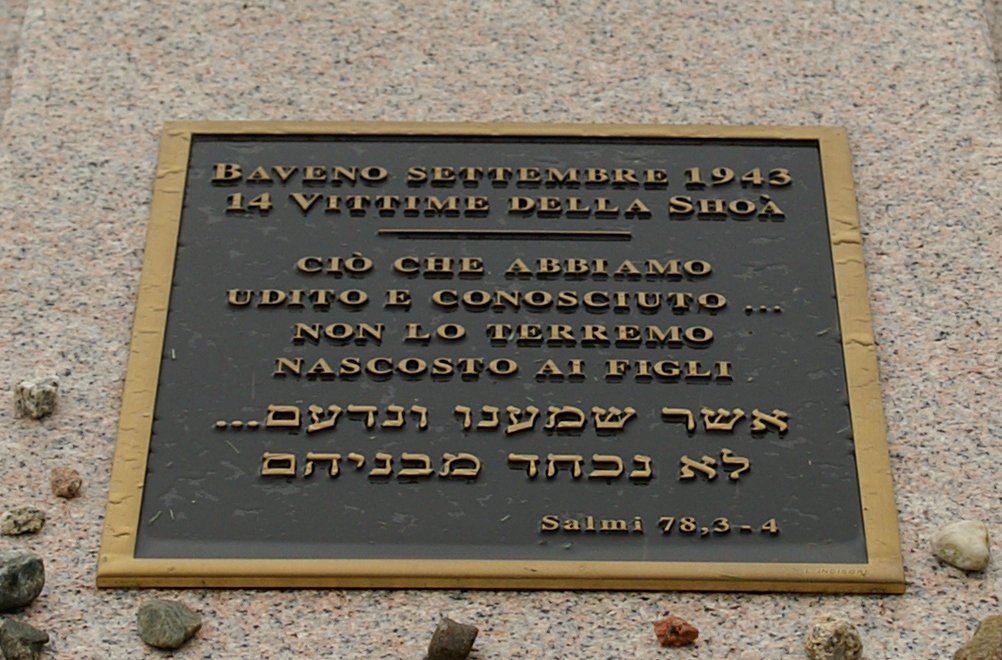 BAVENO SETTEMBRE 1943
14 VITTIME DELLA SHOÀ
CIÒ CHE ABBIAMO
UDITO E CONOSCIUTO ...
NON LO TERREMO
NASCOSTO AI FIGLI
אשר שמענו ונדעם...
לא נכחד מבניהם
Salmi 78,3-4